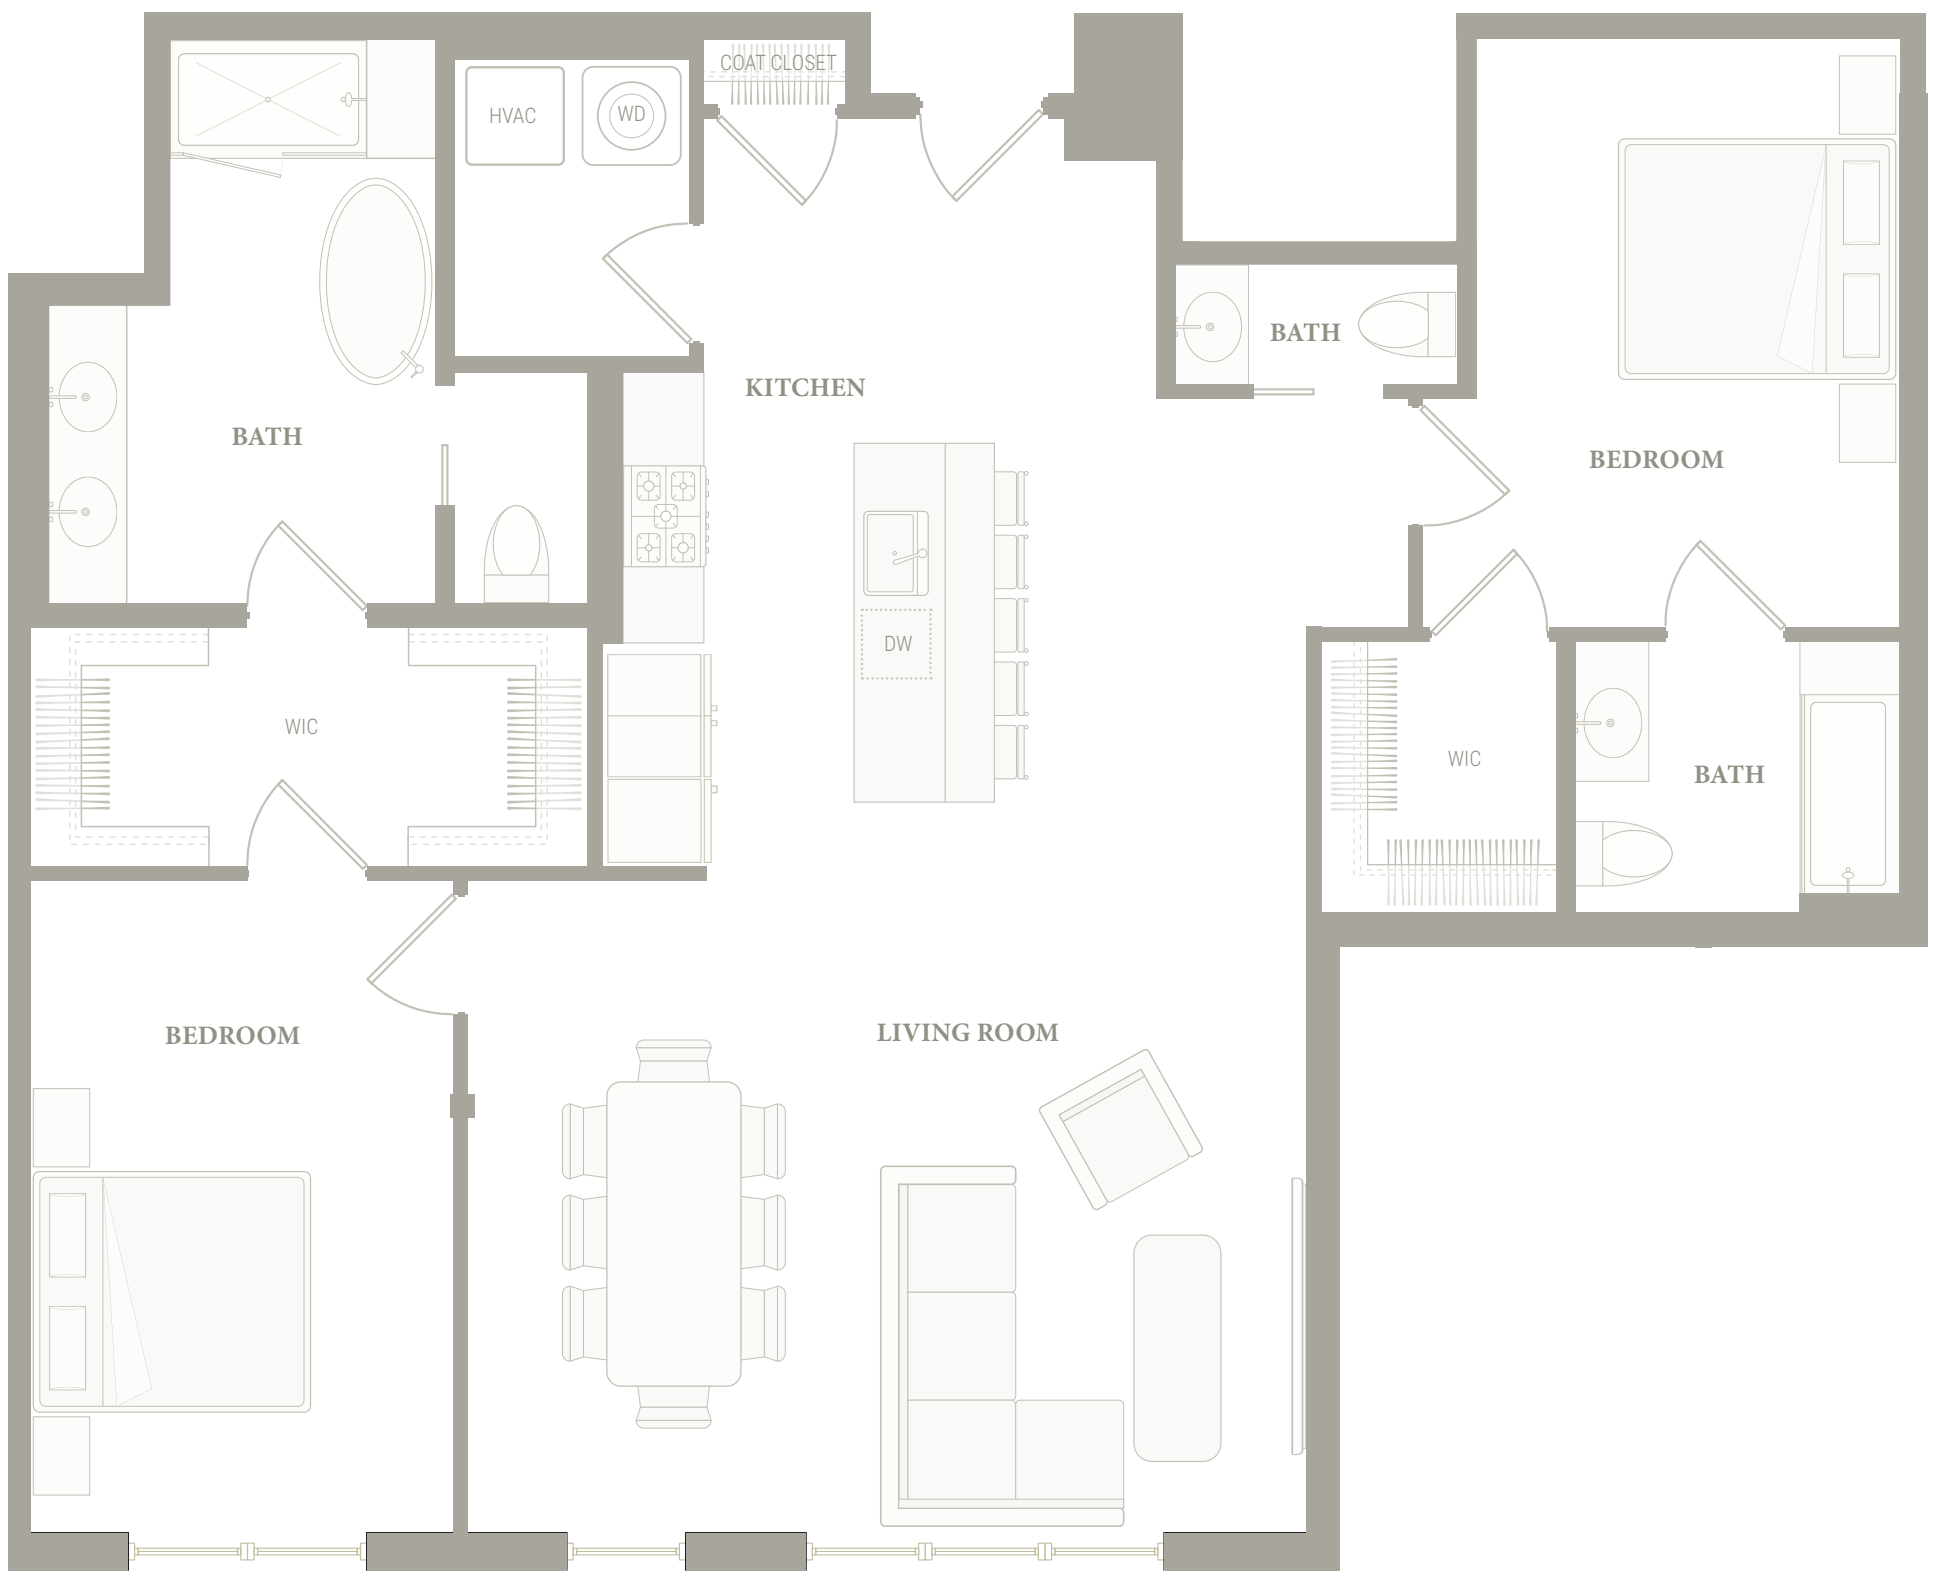 COAT CLOSET
HVAC
WD
BATH
KITCHEN
BATH
BEDROOM
DW
WIC
WIC
BATH
BEDROOM
LIVING ROOM